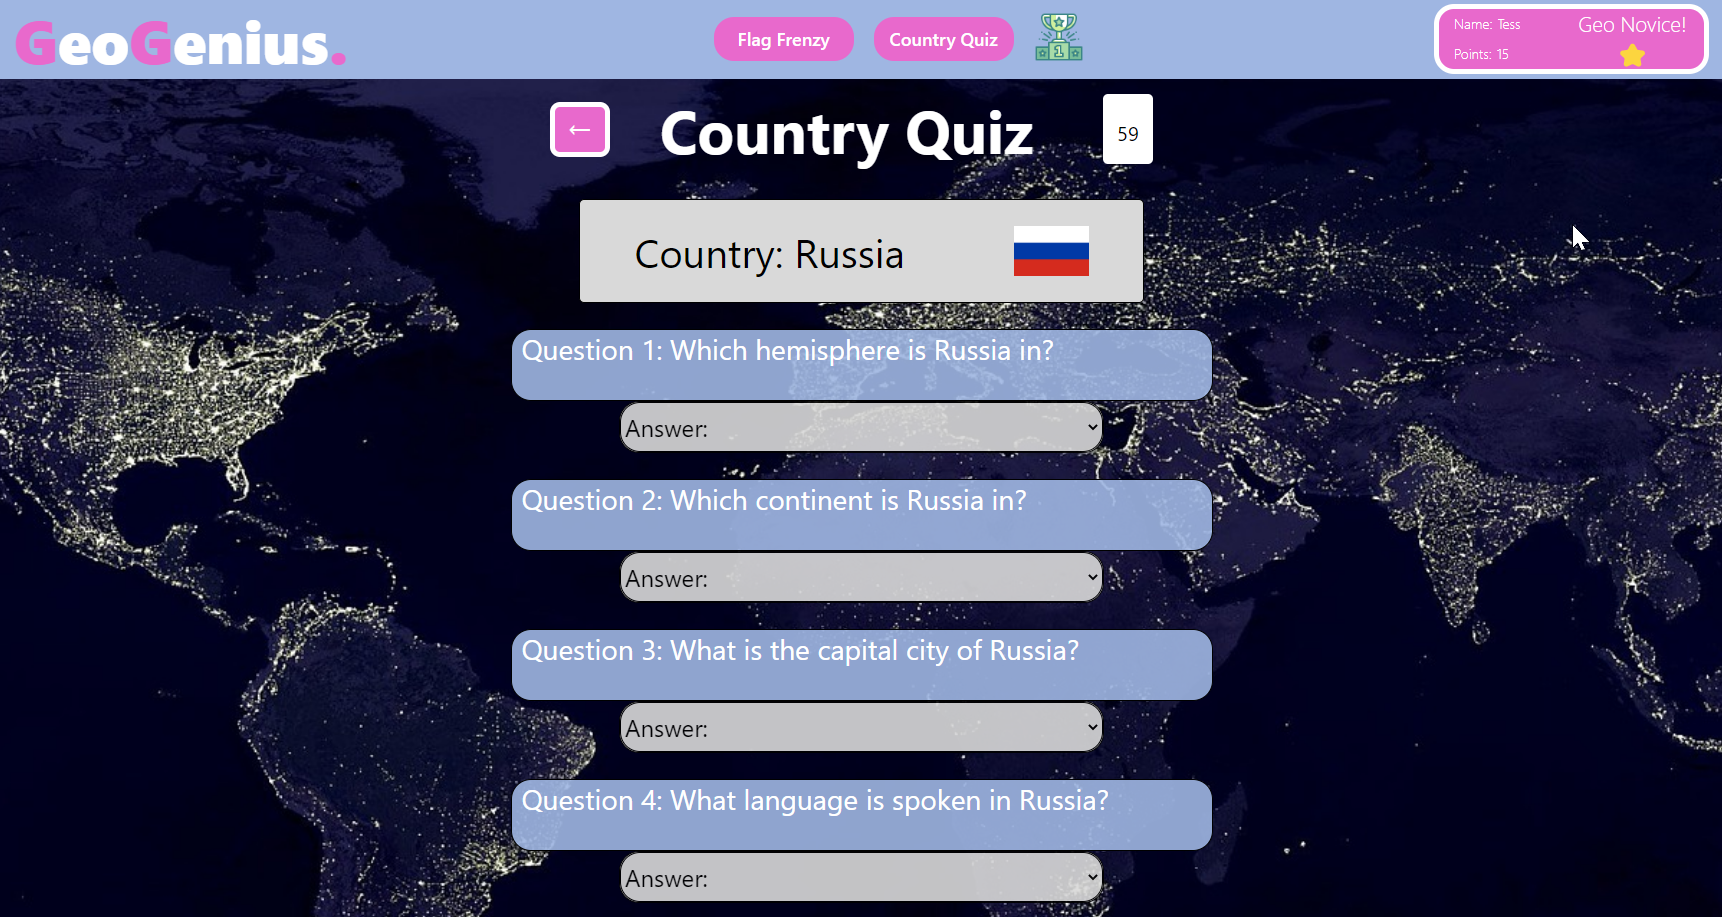 GeoGenius.
Flag Frenzy
Country Quiz
1
Name: Tess
Geo Novice!
Points: 15
←
Country Quiz
59
Country: Russia
Question 1: Which hemisphere is Russia in?
Answer:
Question 2: Which continent is Russia in?
Answer:
Question 3: What is the capital city of Russia?
Answer:
Question 4: What language is spoken in Russia?
Answer: